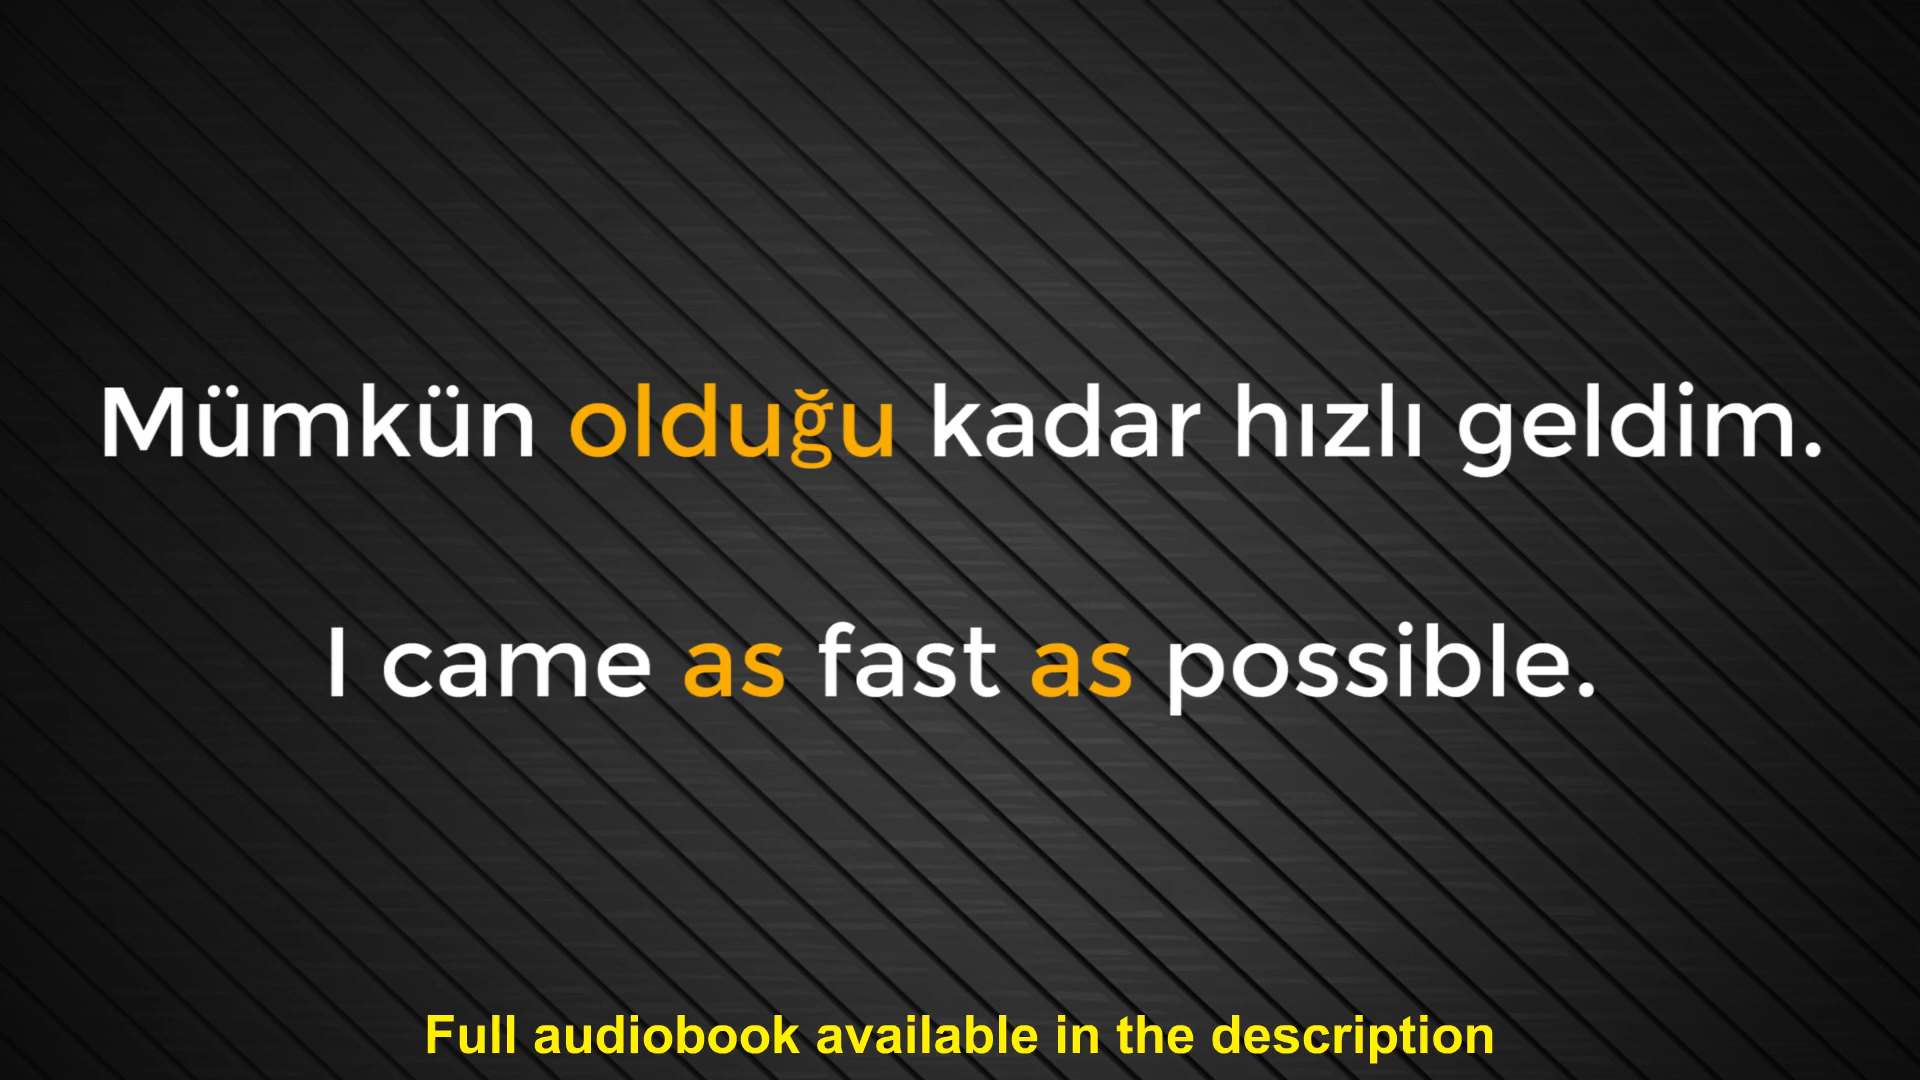 Mümkün olduğu kadar hızlı geldim.
I came as fast as possible.
Full audiobook available in the description